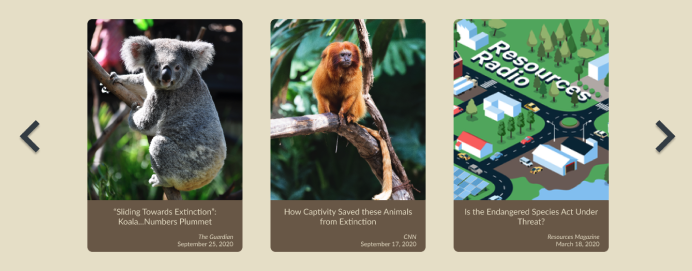 Resources
Radio
"Sliding Towards Extinction":
Koala...Numbers Plummet
The Guardian
September 25, 2020
How Captivity Saved these Animals
from Extinction
CNN
September 17, 2020
Is the Endangered Species Act Under
Threat?
Resources Magazine
March 18, 2020